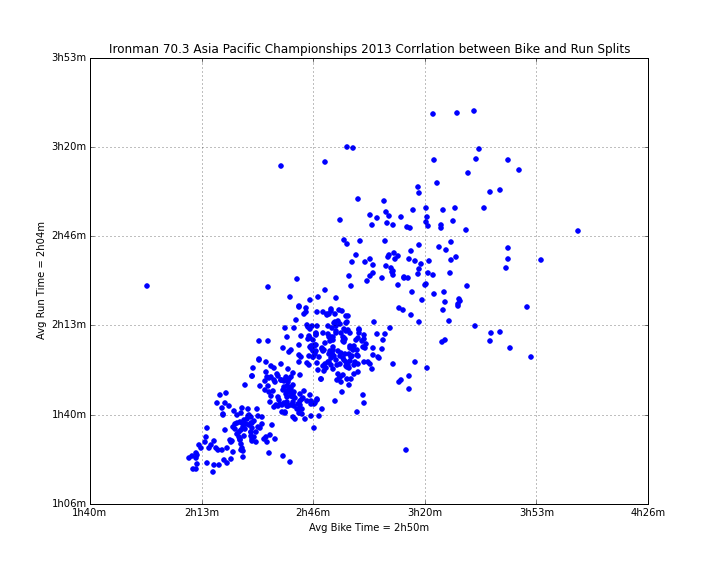 Ironman 70.3 Asia Pacific Championships 2013 Corrlation between Bike and Run Splits
3h53m
3h20m
2h46m
2h13m
1h40m
1h06m
Avg Run Time = 2h04m
1h40m 2h13m 2h46m 3h20m 3h53m 4h26m
Avg Bike Time = 2h50m